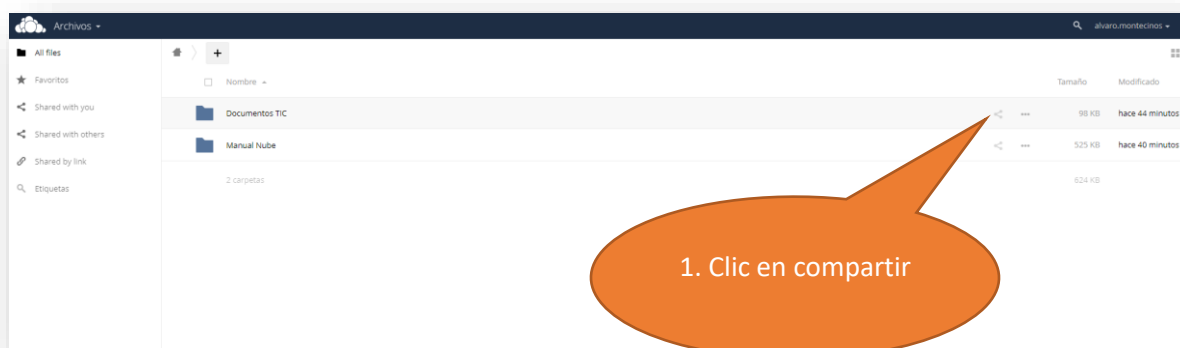 Archivos
alvaro.montecinos
All files
Favoritos
Shared with you
Shared with others
Shared by link
Etiquetas
+
Nombre
Tamaño
Modificado
Documentos TIC
98 KB
hace 44 minutos
Manual Nube
525 KB
hace 40 minutos
2 carpetas
624 KB
1. Clic en compartir